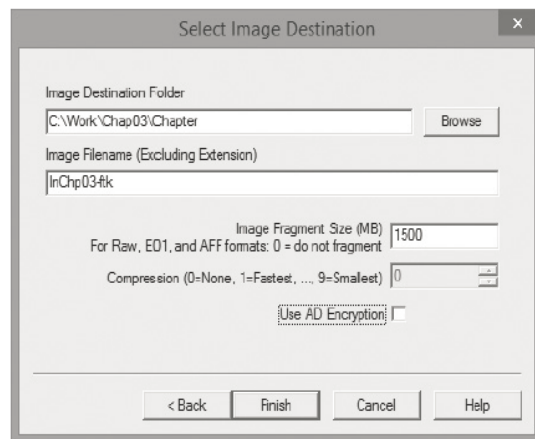 Select Image Destination
x
Image Destination Folder
C:\Work\Chap03\Chapter
Browse
Image Filename (Excluding Extension)
InChp03-ftk
Image Fragment Size (MB)
For Raw, E01, and AFF formats: 0 = do not fragment
1500
Compression (0=None, 1=Fastest, ..., 9=Smallest)
0
Use AD Encryption
< Back
Finish
Cancel
Help